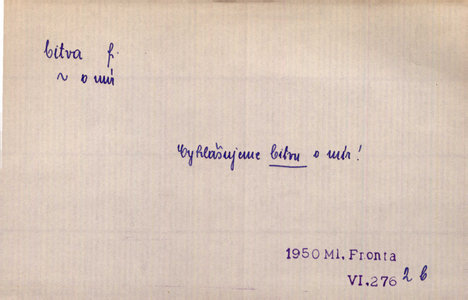 bitva f.
~ o mír
Vyhlašujeme bitvu o mír!
1950 Ml. Fronta
VI.276 2 b